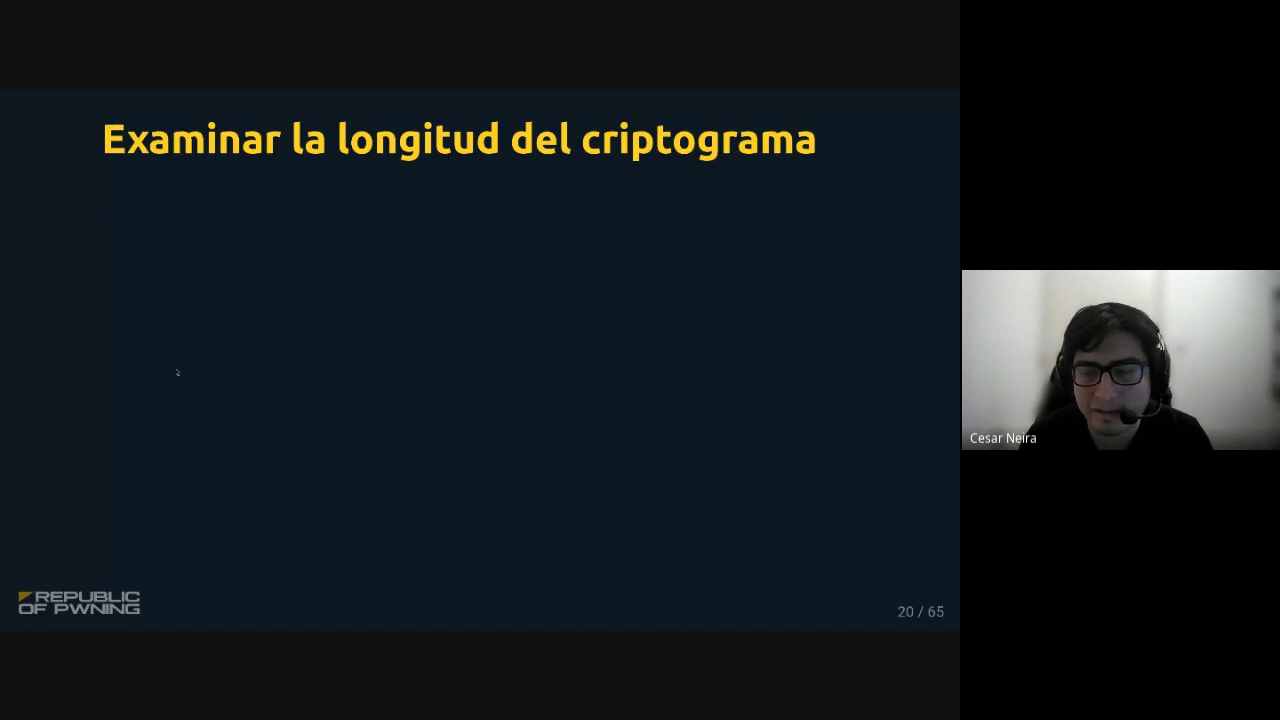 Examinar la longitud del criptograma
Cesar Neira
REPUBLIC
OF PWNING
20 / 65